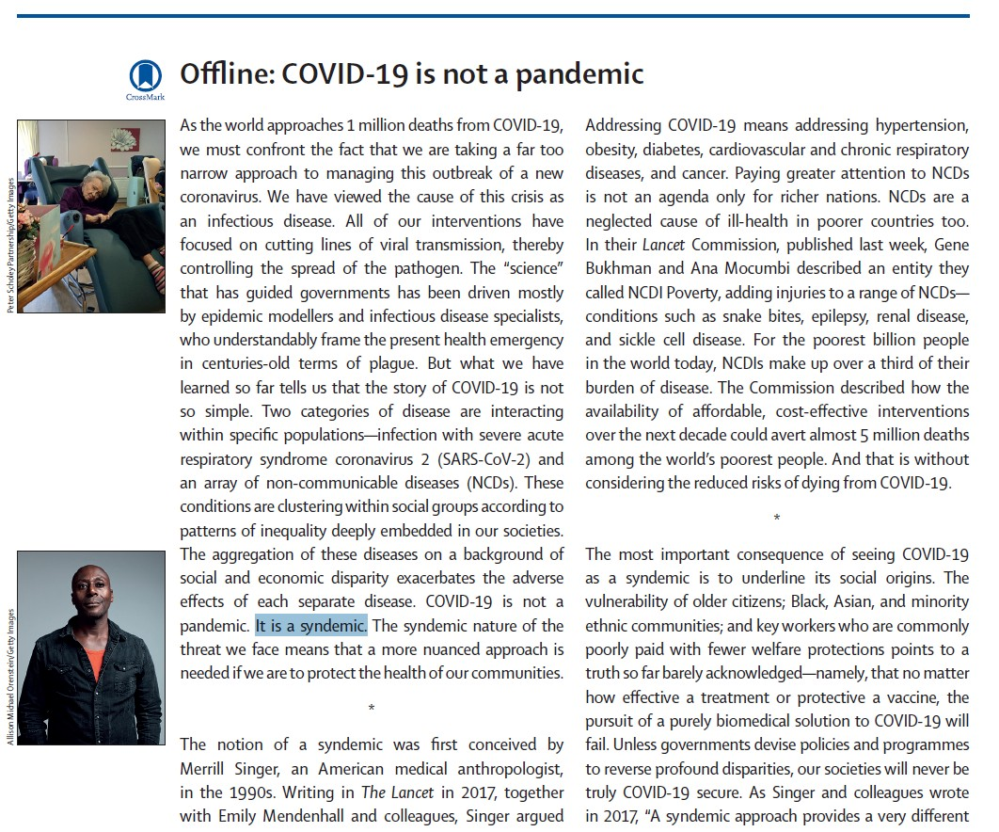 CrossMark
Offline: COVID-19 is not a pandemic
Peter Scholey Partnership/Getty Images
As the world approaches 1 million deaths from COVID-19,
we must confront the fact that we are taking a far too
narrow approach to managing this outbreak of a new
coronavirus. We have viewed the cause of this crisis as
an infectious disease. All of our interventions have
focused on cutting lines of viral transmission, thereby
controlling the spread of the pathogen. The “science”
that has guided governments has been driven mostly
by epidemic modellers and infectious disease specialists,
who understandably frame the present health emergency
in centuries-old terms of plague. But what we have
learned so far tells us that the story of COVID-19 is not
so simple. Two categories of disease are interacting
within specific populations—infection with severe acute
respiratory syndrome coronavirus 2 (SARS-CoV-2) and
an array of non-communicable diseases (NCDs). These
conditions are clustering within social groups according to
patterns of inequality deeply embedded in our societies.
The aggregation of these diseases on a background of
social and economic disparity exacerbates the adverse
effects of each separate disease. COVID-19 is not a
pandemic. It is a syndemic. The syndemic nature of the
threat we face means that a more nuanced approach is
needed if we are to protect the health of our communities.
*
Allison Michael Orenstein/Getty Images
The notion of a syndemic was first conceived by
Merrill Singer, an American medical anthropologist,
in the 1990s. Writing in The Lancet in 2017, together
with Emily Mendenhall and colleagues, Singer argued
Addressing COVID-19 means addressing hypertension,
obesity, diabetes, cardiovascular and chronic respiratory
diseases, and cancer. Paying greater attention to NCDs
is not an agenda only for richer nations. NCDs are a
neglected cause of ill-health in poorer countries too.
In their Lancet Commission, published last week, Gene
Bukhman and Ana Mocumbi described an entity they
called NCDI Poverty, adding injuries to a range of NCDs—
conditions such as snake bites, epilepsy, renal disease,
and sickle cell disease. For the poorest billion people
in the world today, NCDIs make up over a third of their
burden of disease. The Commission described how the
availability of affordable, cost-effective interventions
over the next decade could avert almost 5 million deaths
among the world’s poorest people. And that is without
considering the reduced risks of dying from COVID-19.
*
The most important consequence of seeing COVID-19
as a syndemic is to underline its social origins. The
vulnerability of older citizens; Black, Asian, and minority
ethnic communities; and key workers who are commonly
poorly paid with fewer welfare protections points to a
truth so far barely acknowledged—namely, that no matter
how effective a treatment or protective a vaccine, the
pursuit of a purely biomedical solution to COVID-19 will
fail. Unless governments devise policies and programmes
to reverse profound disparities, our societies will never be
truly COVID-19 secure. As Singer and colleagues wrote
in 2017, “A syndemic approach provides a very different